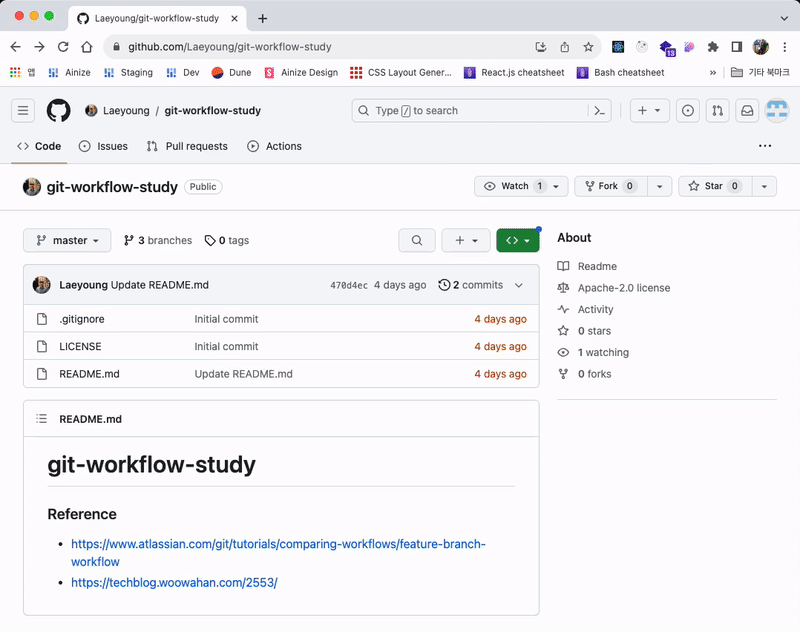 Laeyoung/git-workflow-study
github.com/Laeyoung/git-workflow-study
13
앱 Ainize Staging Dev Dune Ainize Design CSS Layout Gener... React.js cheatsheet Bash cheatsheet » 기타 북마크
Laeyoung / git-workflow-study
Type / to search
Code Issues Pull requests Actions
git-workflow-study Public
Watch 1 Fork 0 Star 0
master 3 branches 0 tags
Laeyoung Update README.md 470d4ec 4 days ago 2 commits
.gitignore Initial commit 4 days ago
LICENSE Initial commit 4 days ago
README.md Update README.md 4 days ago
README.md
git-workflow-study
Reference
https://www.atlassian.com/git/tutorials/comparing-workflows/feature-branch-
workflow
https://techblog.woowahan.com/2553/
About
Readme
Apache-2.0 license
Activity
0 stars
1 watching
0 forks